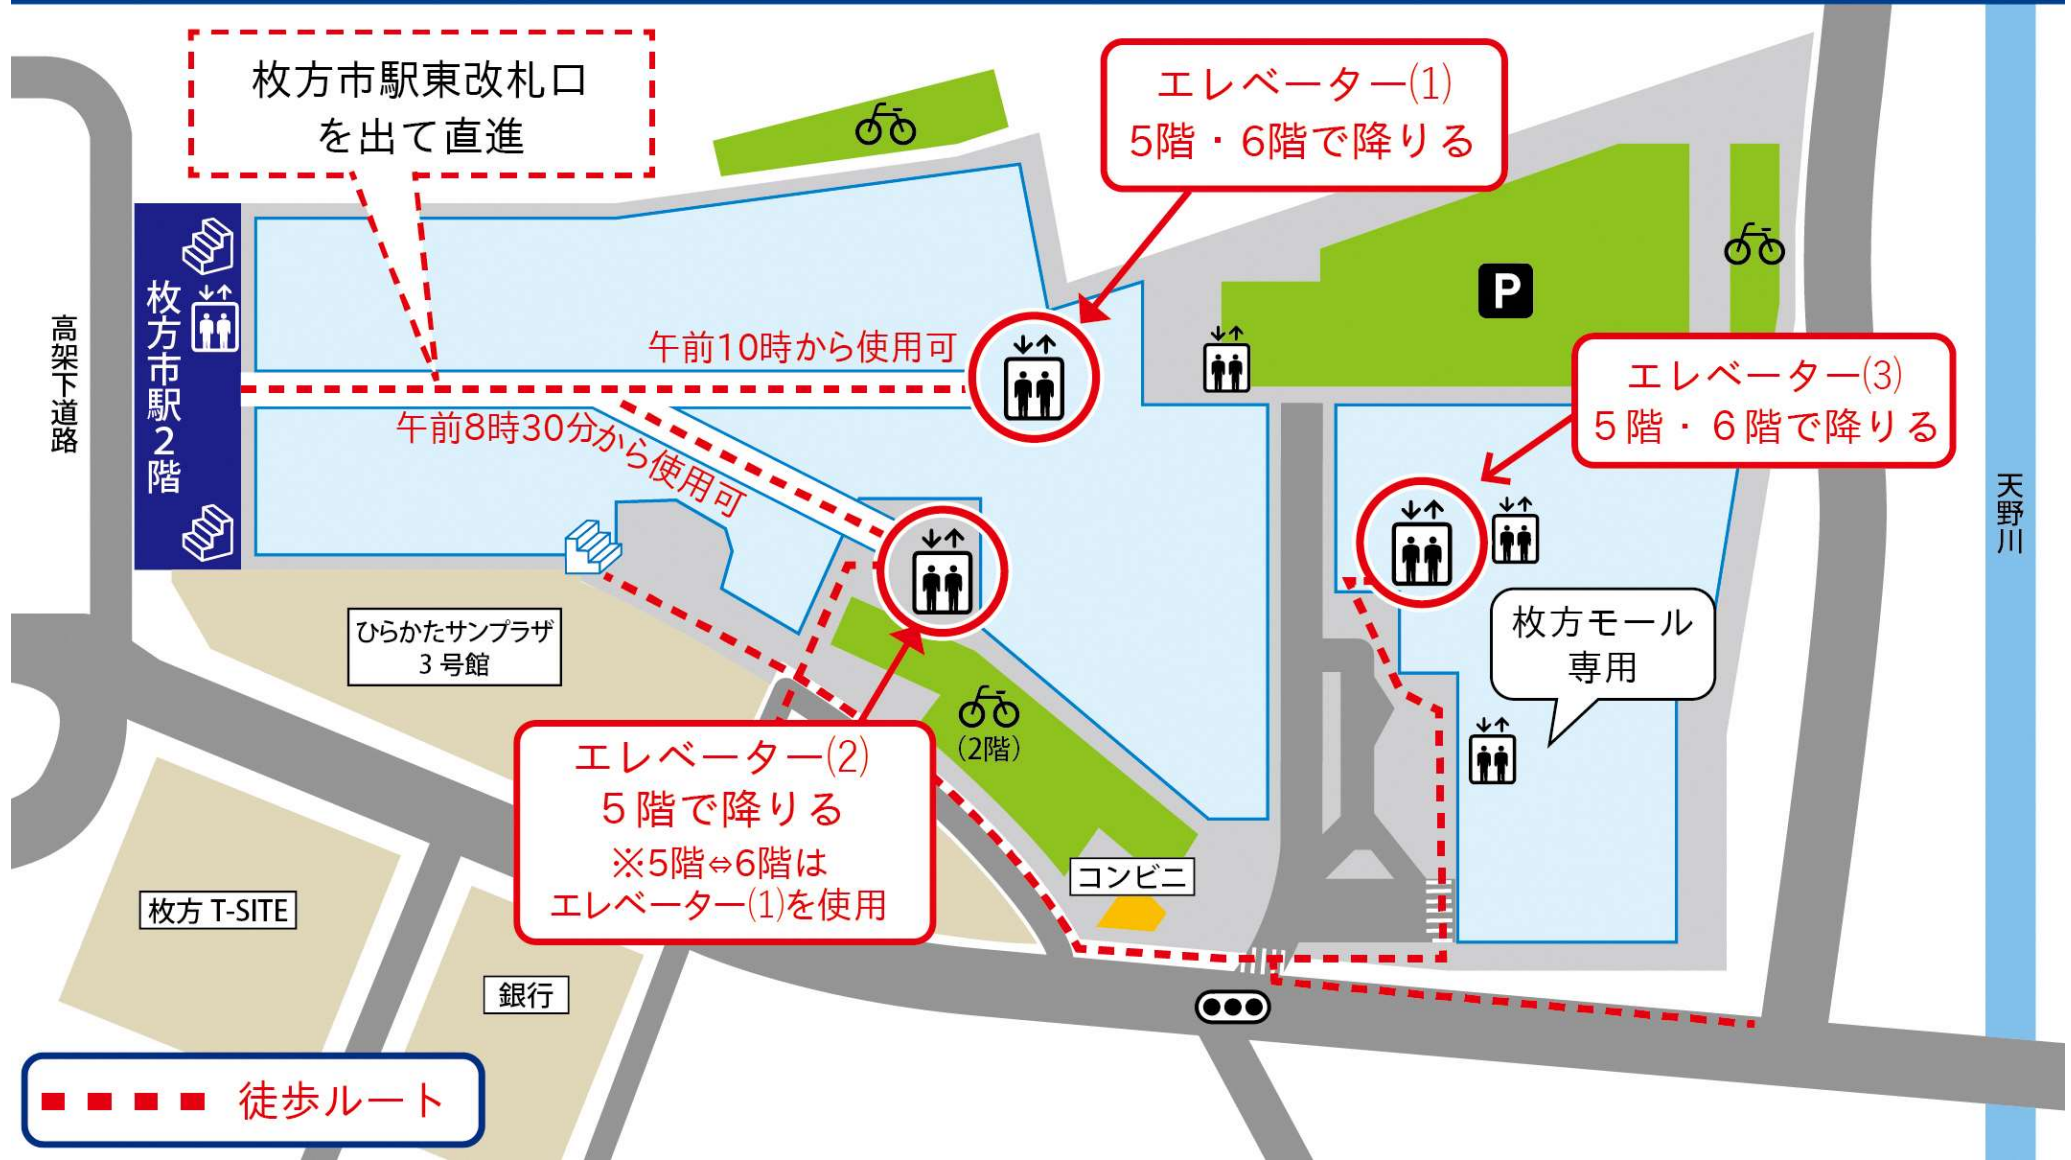 枚方市駅東改札口
を出て直進
エレベーター(1)
5階・6階で降りる
枚方市駅2階
高架下道路
午前10時から使用可
午前8時30分から使用可
P
エレベーター(3)
5階・6階で降りる
天野川
ひらかたサンプラザ
3号館
枚方モール
専用
(2階)
エレベーター(2)
5階で降りる
※5階⇔6階は
エレベーター(1)を使用
コンビニ
枚方 T-SITE
銀行
徒歩ルート